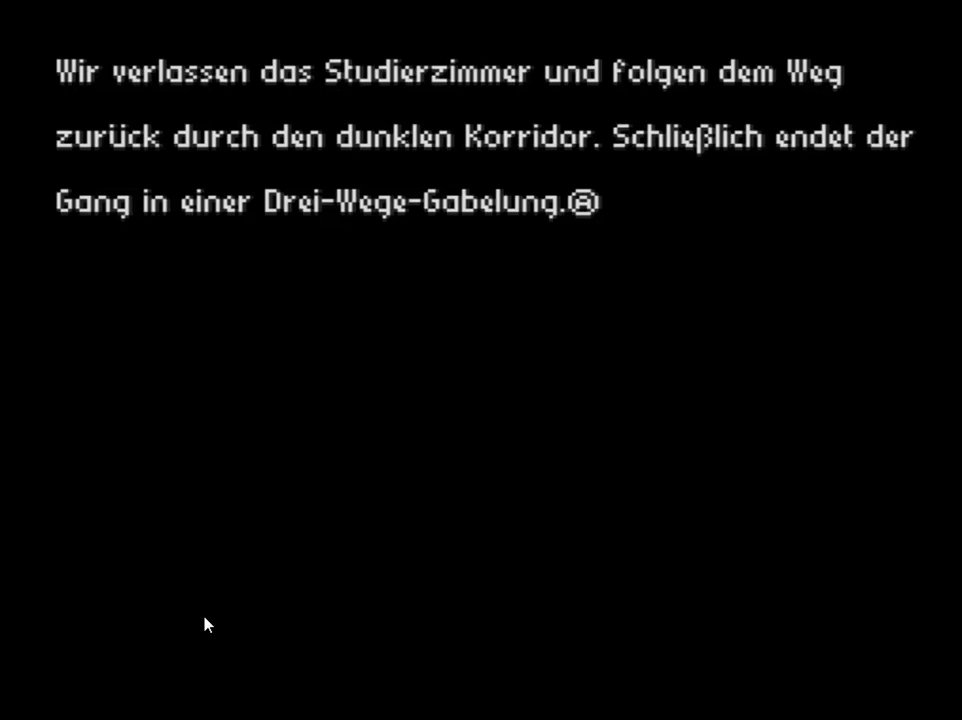 Wir verlassen das Studierzimmer und folgen dem Weg
zurück durch den dunklen Korridor. Schließlich endet der
Gang in einer Drei-Wege-Gabelung.Ⓐ